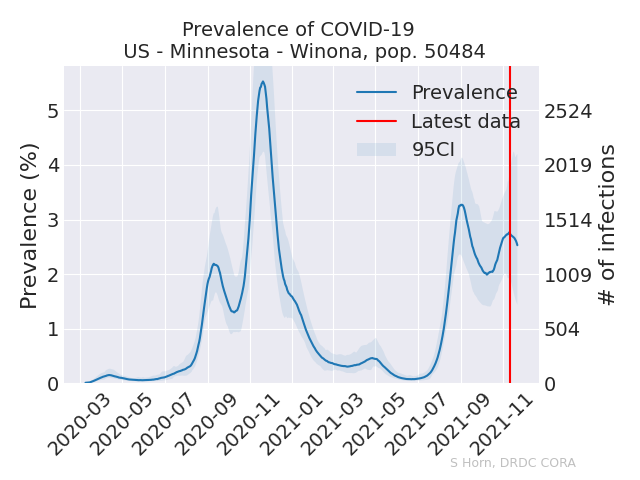 Prevalence of COVID-19
US - Minnesota - Winona, pop. 50484
Prevalence
Latest data
95CI
Prevalence (%)
5
4
3
2
1
0
2524
2019
1514
1009
504
0
# of infections
2020-03
2020-05
2020-07
2020-09
2020-11
2021-01
2021-03
2021-05
2021-07
2021-09
2021-11
S Horn, DRDC CORA